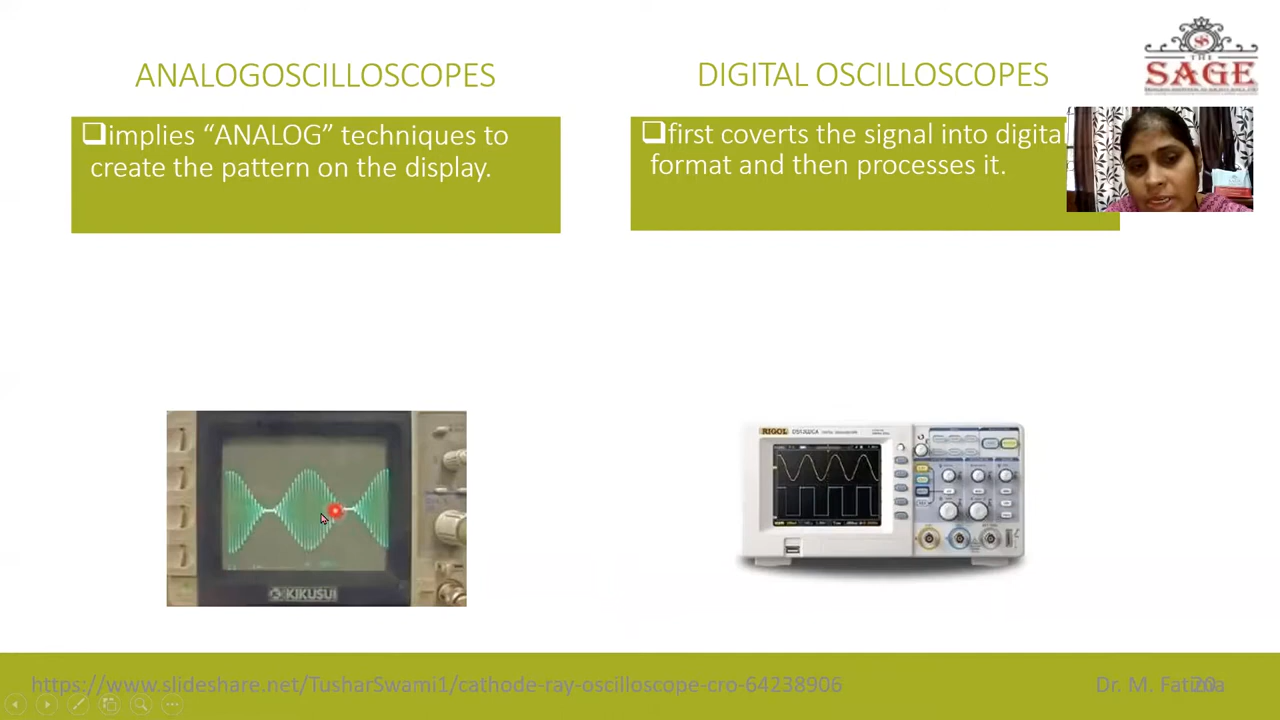 ANALOGOSCILLOSCOPES
❑implies “ANALOG” techniques to
create the pattern on the display.
DIGITAL OSCILLOSCOPES
❑first coverts the signal into digital
format and then processes it.
THE
SAGE
KIKUSUI
RIGOL
https://www.slideshare.net/TusharSwami1/cathode-ray-oscilloscope-cro-64238906
Dr. M. Fatima
20